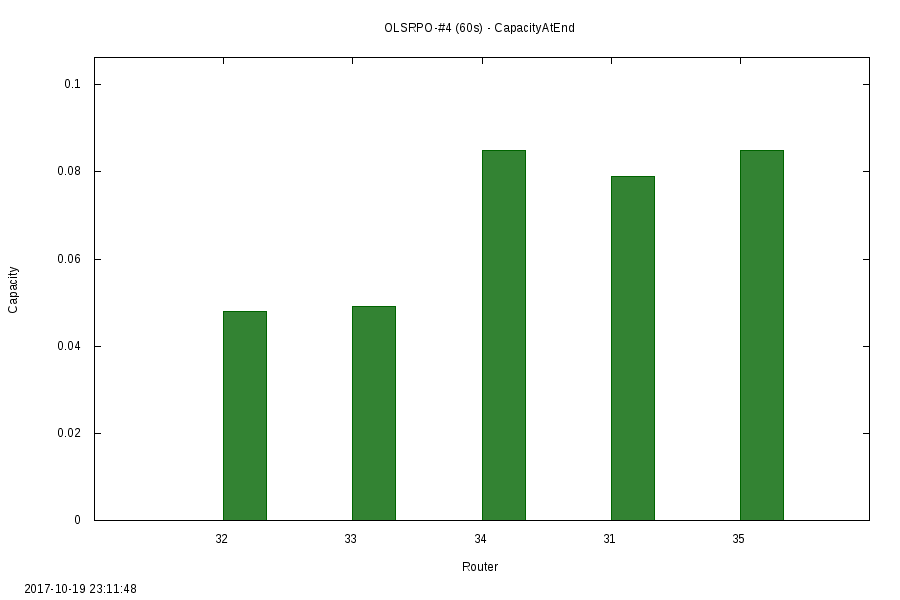 OLSRPO-#4 (60s) - CapacityAtEnd
0.1
0.08
0.06
0.04
0.02
0
Capacity
32 33 34 31 35
Router
2017-10-19 23:11:48